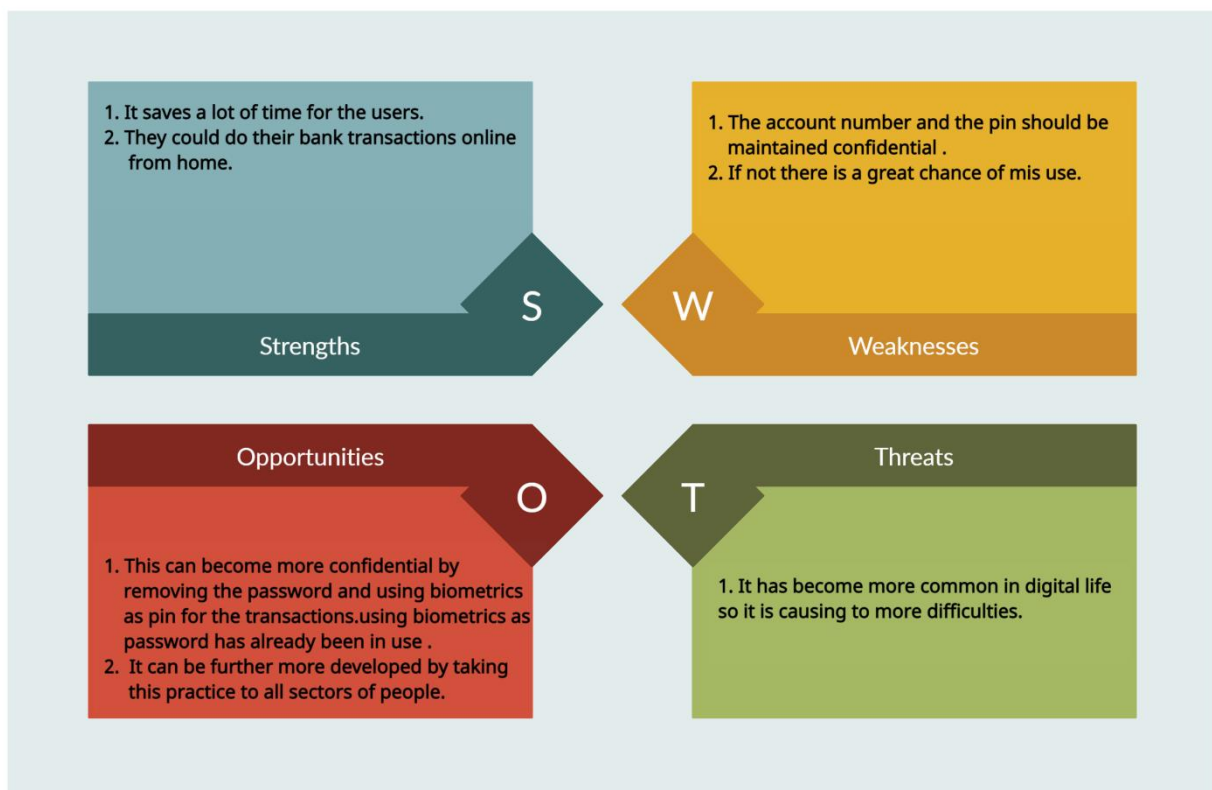 1. It saves a lot of time for the users.
2. They could do their bank transactions online
from home.
S
Strengths
1. The account number and the pin should be
maintained confidential .
2. If not there is a great chance of mis use.
W
Weaknesses
Opportunities
O
1. This can become more confidential by
removing the password and using biometrics
as pin for the transactions.using biometrics as
password has already been in use .
2. It can be further more developed by taking
this practice to all sectors of people.
Threats
T
1. It has become more common in digital life
so it is causing to more difficulties.